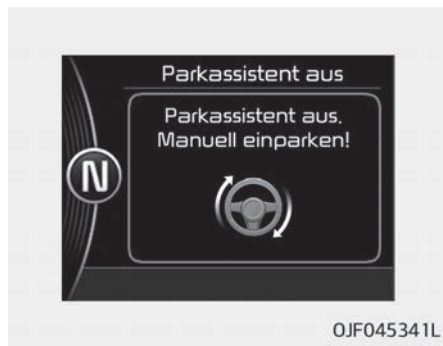 Parkassistent aus
Parkassistent aus.
Manuell einparken!
N
OJF045341L